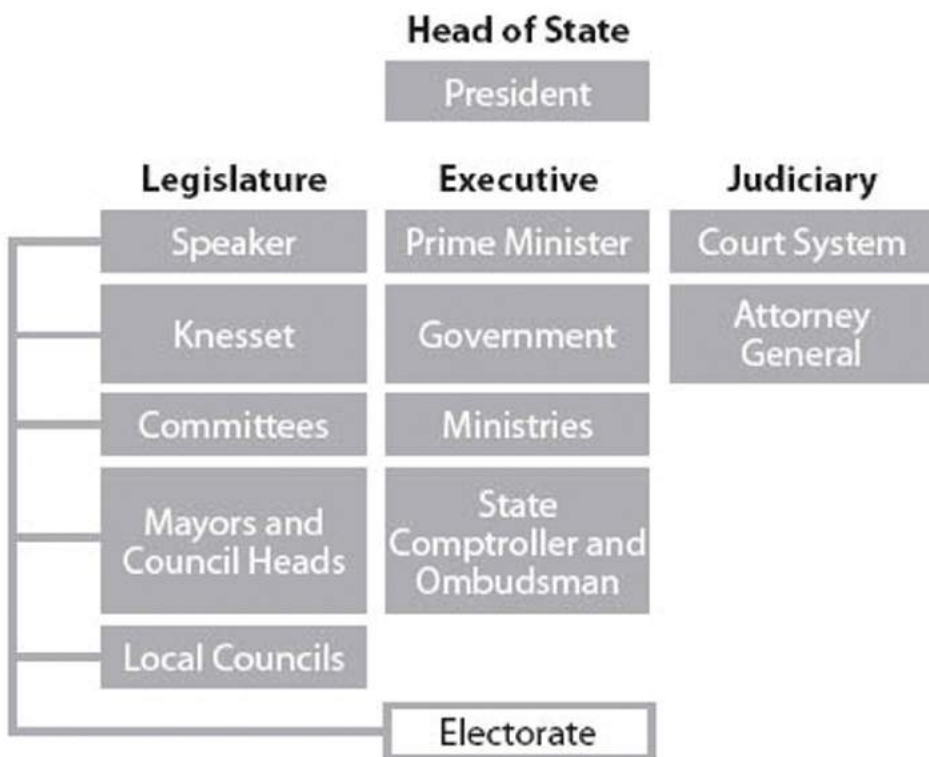 Head of State
President
Legislature
Executive
Judiciary
Speaker
Prime Minister
Court System
Knesset
Government
Attorney
General
Committees
Ministries
Mayors and
Council Heads
State
Comptroller and
Ombudsman
Local Councils
Electorate